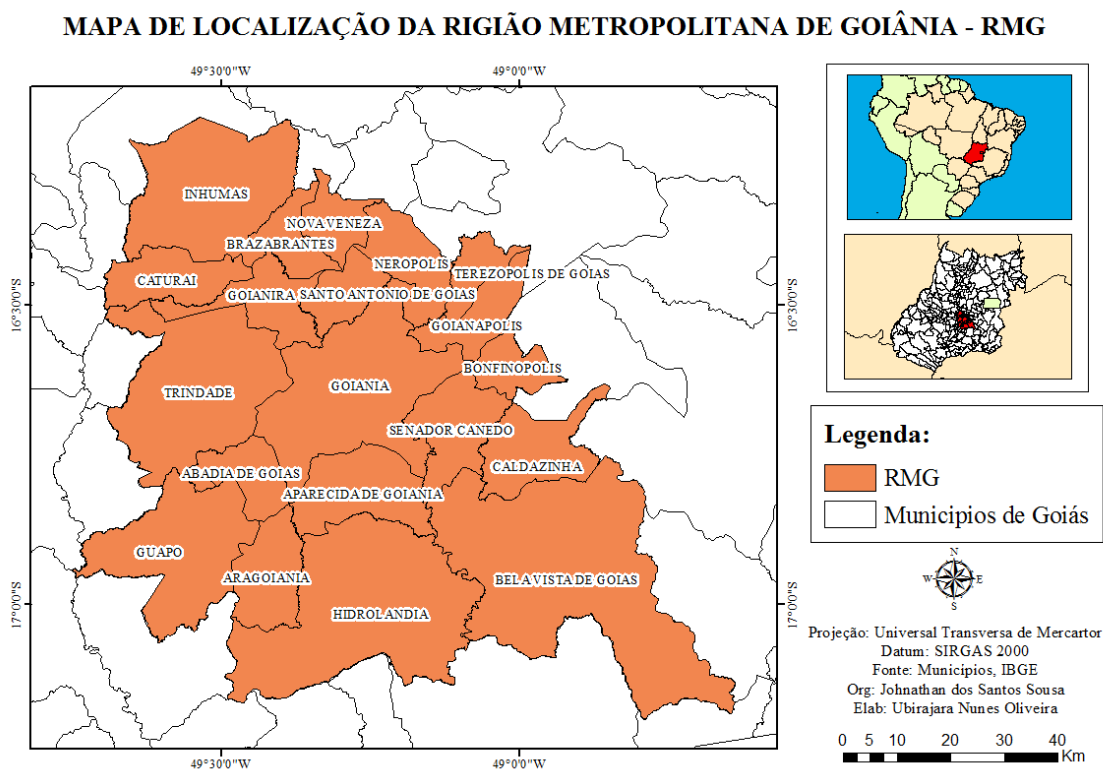 MAPA DE LOCALIZAÇÃO DA RIGIÃO METROPOLITANA DE GOIÂNIA - RMG
49°30'0"W
49°0'0"W
16°30'0"S
16°30'0"S
17°0'0"S
17°0'0"S
INHUMAS
NOVA VENEZA
BRAZABRANTES
NEROPOLIS
TEREZOPOLIS DE GOIAS
CATURAI
GOIANIRA
SANTO ANTONIO DE GOIAS
GOIANAPOLIS
BONFINOPOLIS
TRINDADE
GOIANIA
SENADOR CANEDO
ABADIA DE GOIAS
CALDAZINHA
APARECIDA DE GOIANIA
GUAPO
ARAGOIANIA
BELA VISTA DE GOIAS
HIDROLANDIA
49°30'0"W
49°0'0"W
Legenda:
RMG
Municipios de Goiás
N
W
E
S
Projeção: Universal Transversa de Mercartor
Datum: SIRGAS 2000
Fonte: Municipios, IBGE
Org: Johnathan dos Santos Sousa
Elab: Ubirajara Nunes Oliveira
0 5 10 20 30 40
Km